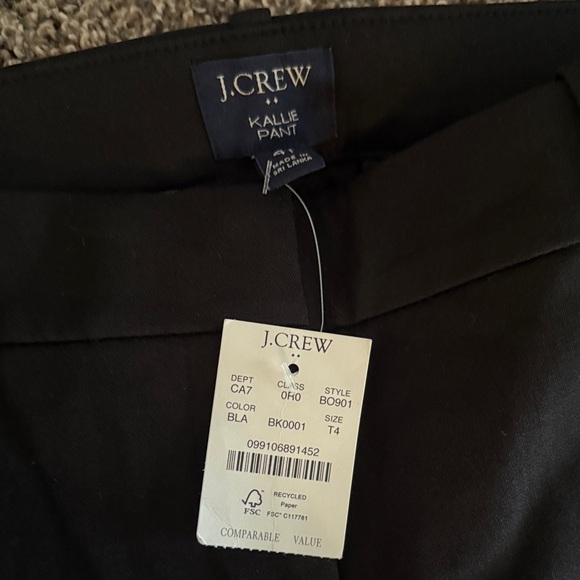 J.CREW
KALLIE
PANT
MADE IN
SRI LANKA
J.CREW
DEPT CLASS STYLE
CA7 0H0 BO901
COLOR SIZE
BLA BK0001 T4
099106891452
FSC
RECYCLED
Paper
FSC® C117761
COMPARABLE VALUE